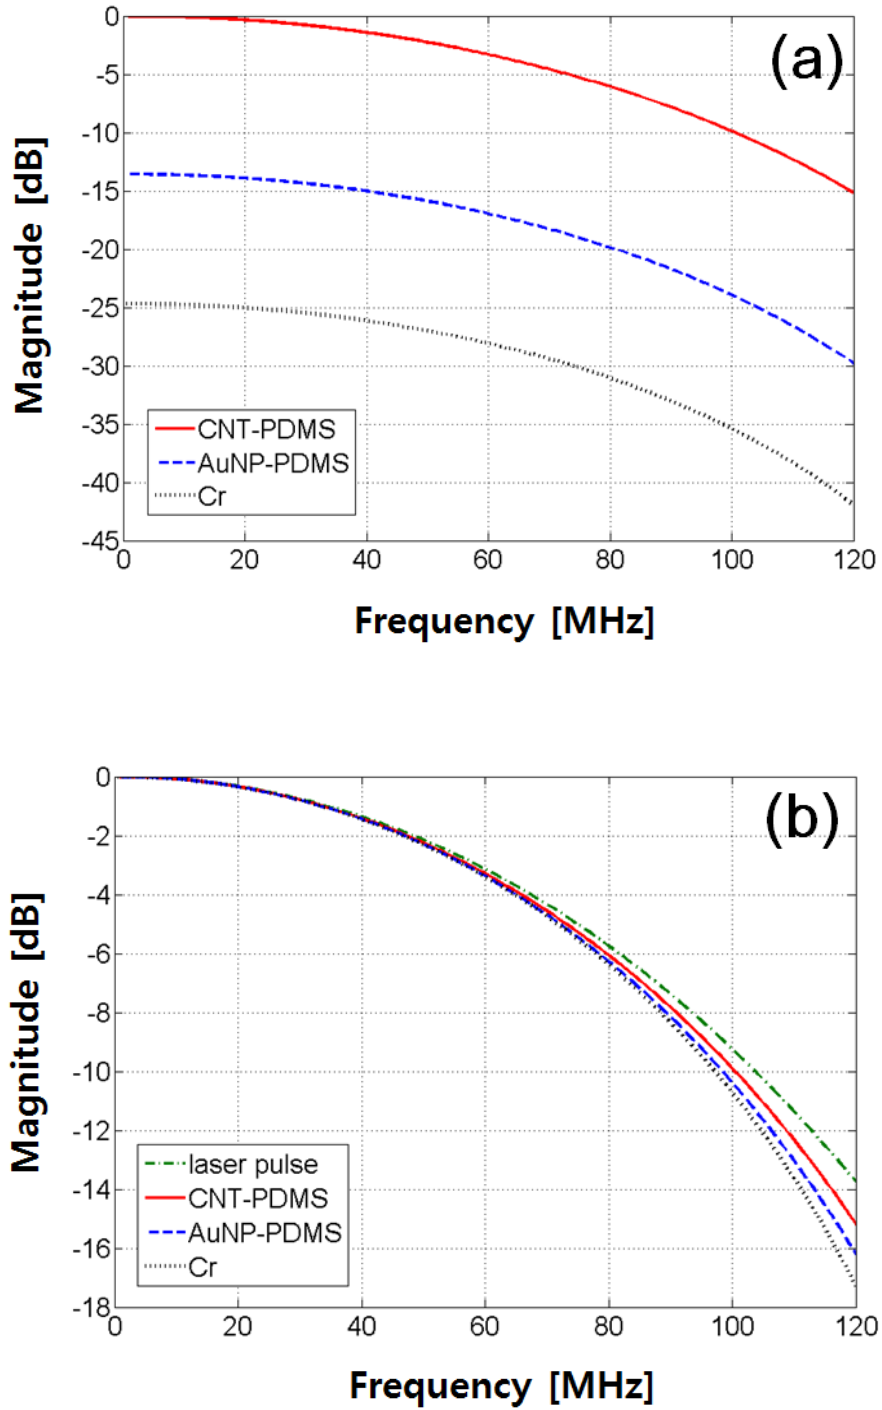 (a)
Magnitude [dB]
0
-5
-10
-15
-20
-25
-30
-35
-40
-45
CNT-PDMS
AuNP-PDMS
Cr
0 20 40 60 80 100 120
Frequency [MHz]
(b)
Magnitude [dB]
0
-2
-4
-6
-8
-10
-12
-14
-16
-18
laser pulse
CNT-PDMS
AuNP-PDMS
Cr
0 20 40 60 80 100 120
Frequency [MHz]